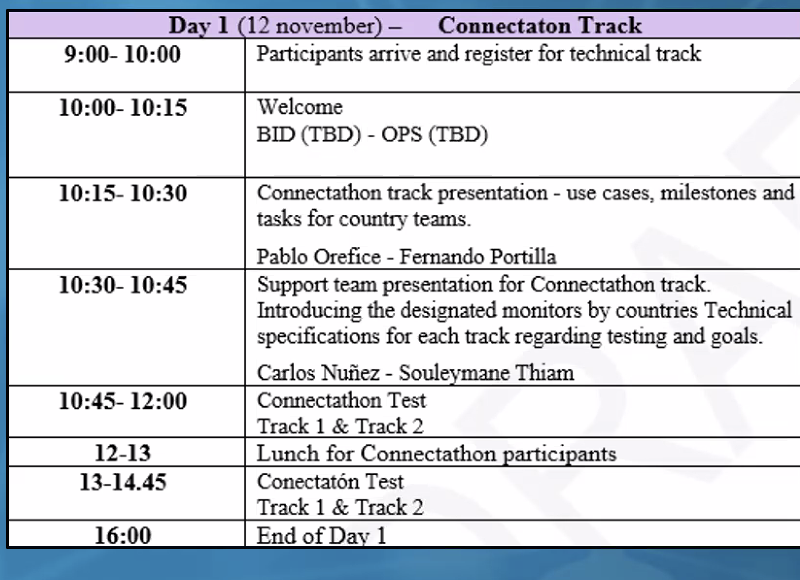 Day 1 (12 november) – Connectaton Track
9:00- 10:00
Participants arrive and register for technical track
10:00- 10:15
Welcome
BID (TBD) - OPS (TBD)
10:15- 10:30
Connectathon track presentation - use cases, milestones and
tasks for country teams.
Pablo Orefice - Fernando Portilla
10:30- 10:45
Support team presentation for Connectathon track.
Introducing the designated monitors by countries Technical
specifications for each track regarding testing and goals.
Carlos Nuñez - Souleymane Thiam
10:45- 12:00
Connectathon Test
Track 1 & Track 2
12-13
Lunch for Connectathon participants
13-14.45
Conectatón Test
Track 1 & Track 2
16:00
End of Day 1